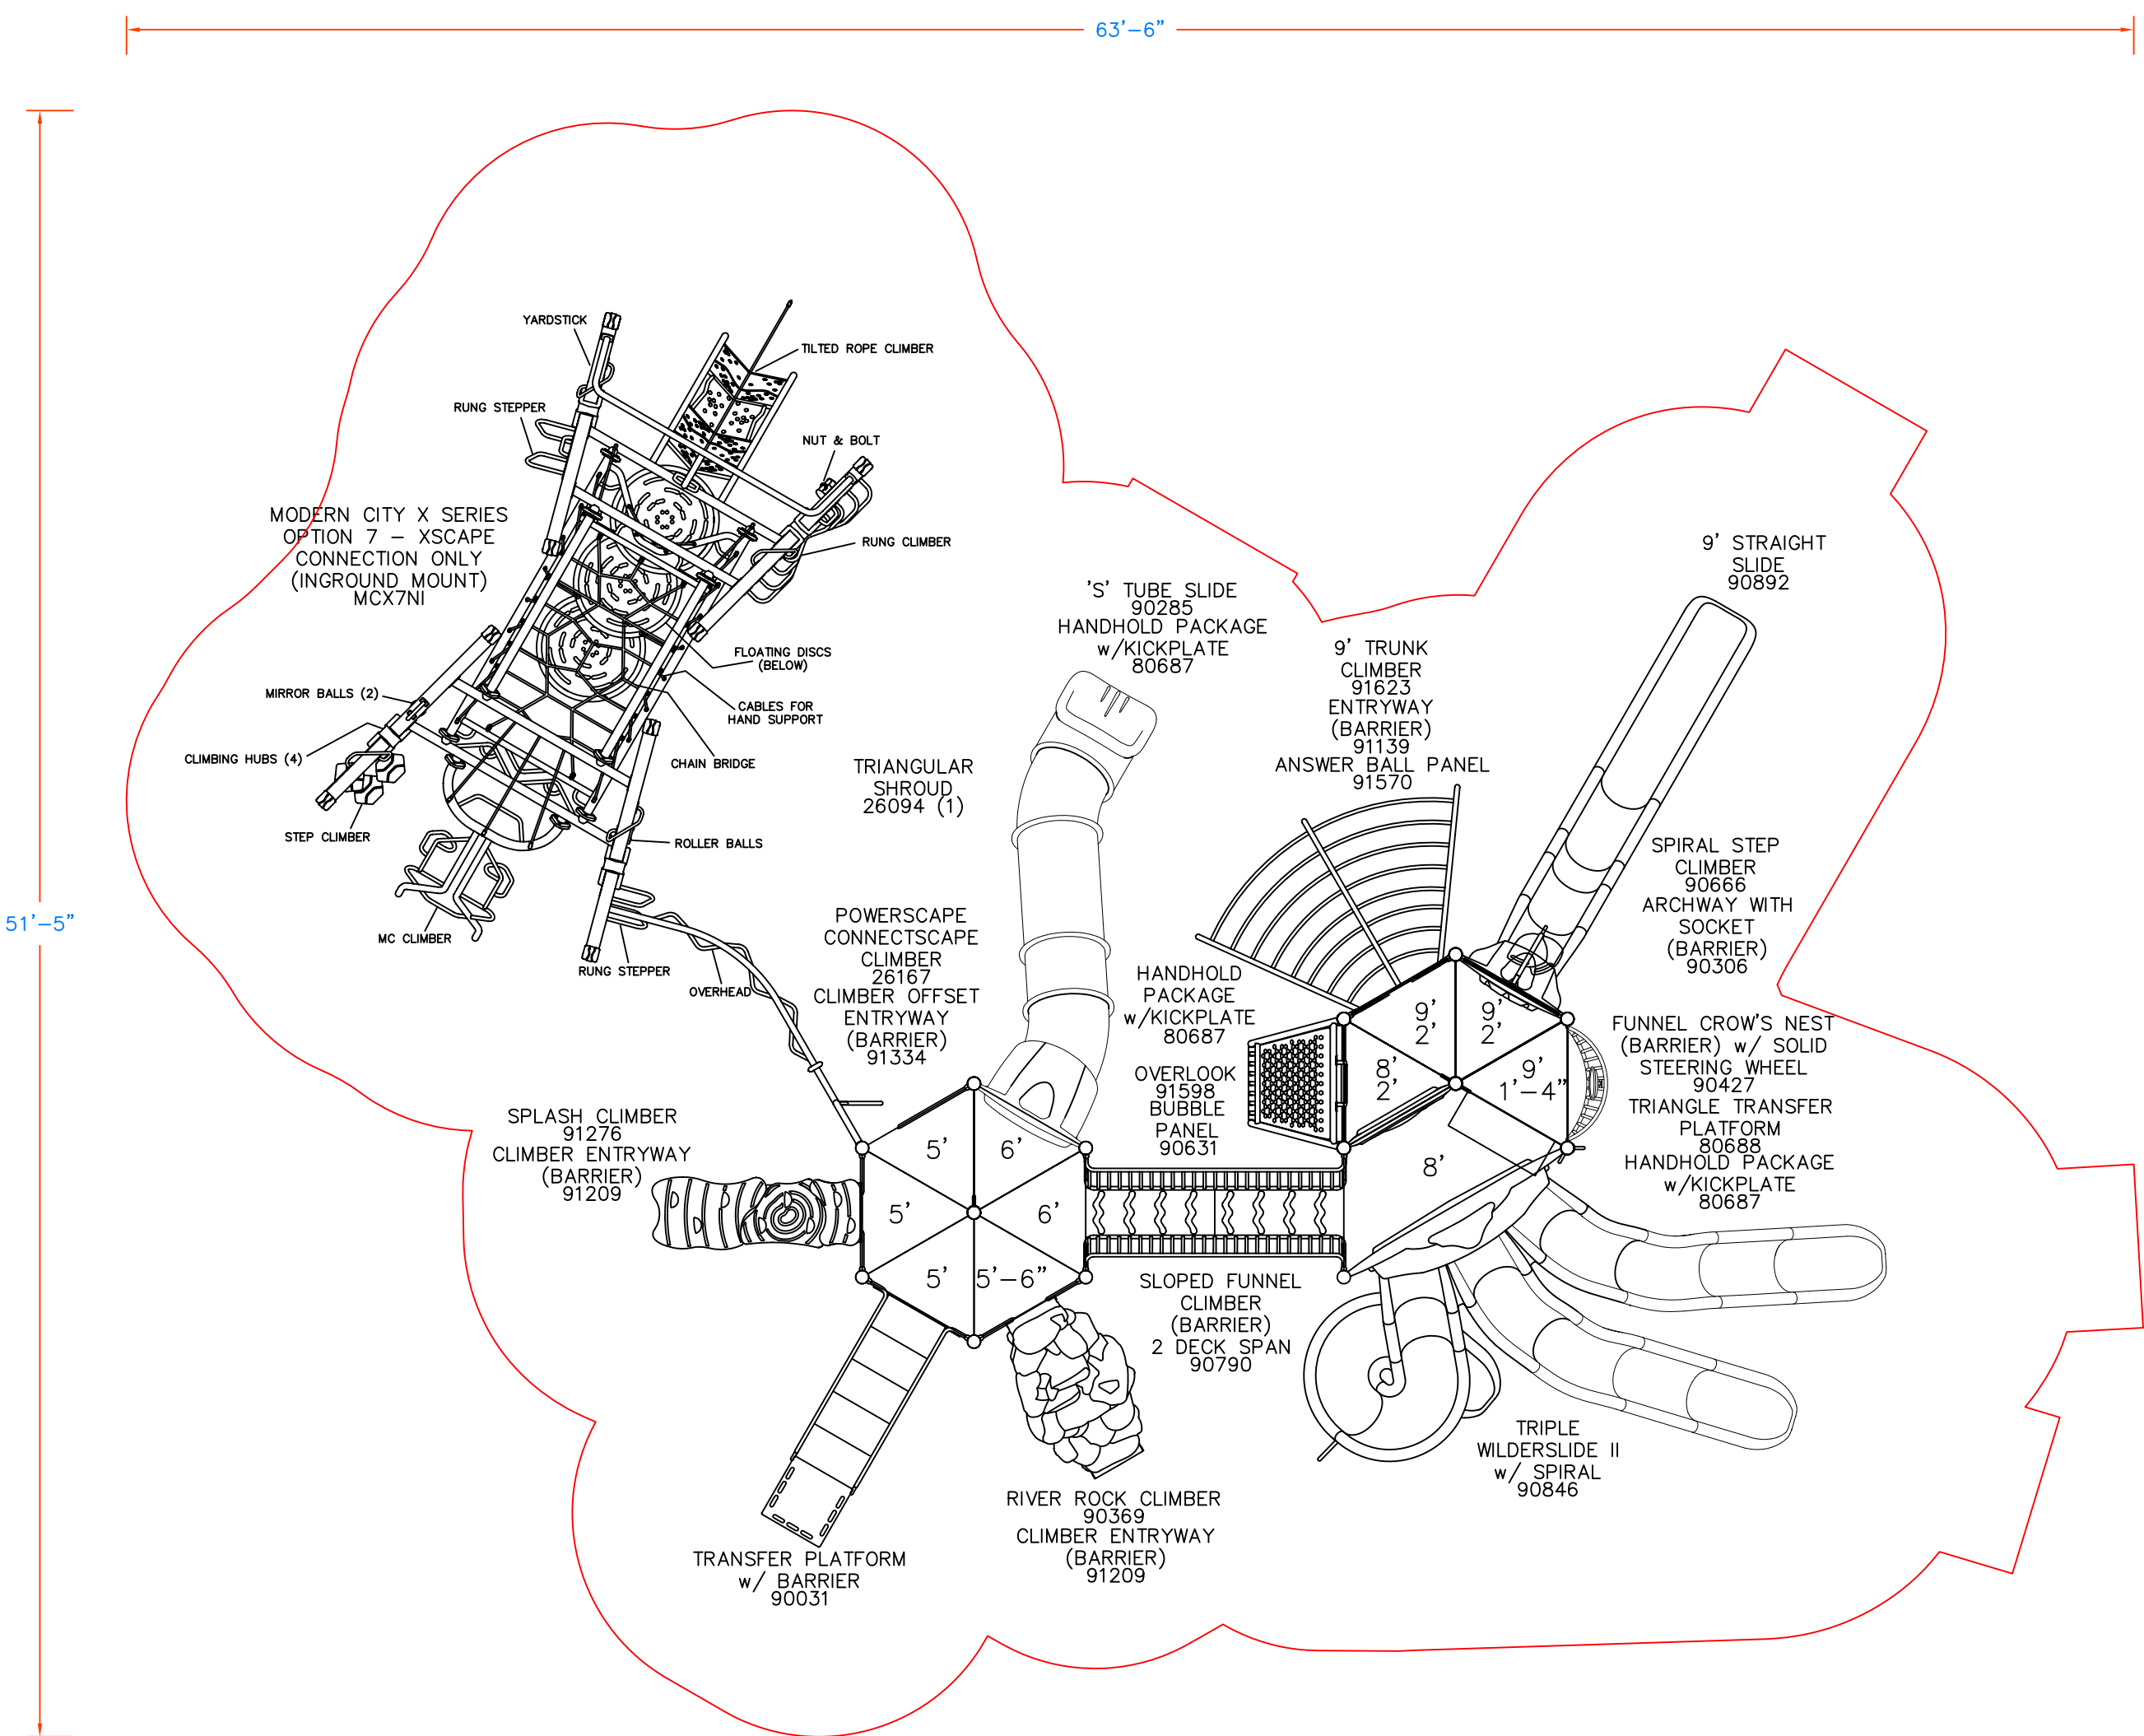 63'-6"
51'-5"
YARDSTICK
TILTED ROPE CLIMBER
RUNG STEPPER
NUT & BOLT
MODERN CITY X SERIES
OPTION 7 - XSCAPE
CONNECTION ONLY
(INGROUND MOUNT)
MCX7NI
RUNG CLIMBER
FLOATING DISCS
(BELOW)
MIRROR BALLS (2)
CABLES FOR
HAND SUPPORT
CLIMBING HUBS (4)
CHAIN BRIDGE
STEP CLIMBER
ROLLER BALLS
MC CLIMBER
RUNG STEPPER
OVERHEAD
'S' TUBE SLIDE
90285
HANDHOLD PACKAGE
w/KICKPLATE
80687
9' STRAIGHT
SLIDE
90892
9' TRUNK
CLIMBER
91623
ENTRYWAY
(BARRIER)
91139
ANSWER BALL PANEL
91570
TRIANGULAR
SHROUD
26094 (1)
SPIRAL STEP
CLIMBER
90666
ARCHWAY WITH
SOCKET
(BARRIER)
90306
POWERSCAPE
CONNECTSCAPE
CLIMBER
26167
CLIMBER OFFSET
ENTRYWAY
(BARRIER)
91334
HANDHOLD
PACKAGE
w/KICKPLATE
80687
OVERLOOK
91598
BUBBLE
PANEL
90631
9'
2'
9'
2'
8'
2'
9'
1'-4"
8'
FUNNEL CROW'S NEST
(BARRIER) w/ SOLID
STEERING WHEEL
90427
TRIANGLE TRANSFER
PLATFORM
80688
HANDHOLD PACKAGE
w/KICKPLATE
80687
SPLASH CLIMBER
91276
CLIMBER ENTRYWAY
(BARRIER)
91209
5'
6'
5'
6'
5'
5'-6"
SLOPED FUNNEL
CLIMBER
(BARRIER)
2 DECK SPAN
90790
TRIPLE
WILDERSLIDE II
w/ SPIRAL
90846
RIVER ROCK CLIMBER
90369
CLIMBER ENTRYWAY
(BARRIER)
91209
TRANSFER PLATFORM
w/ BARRIER
90031